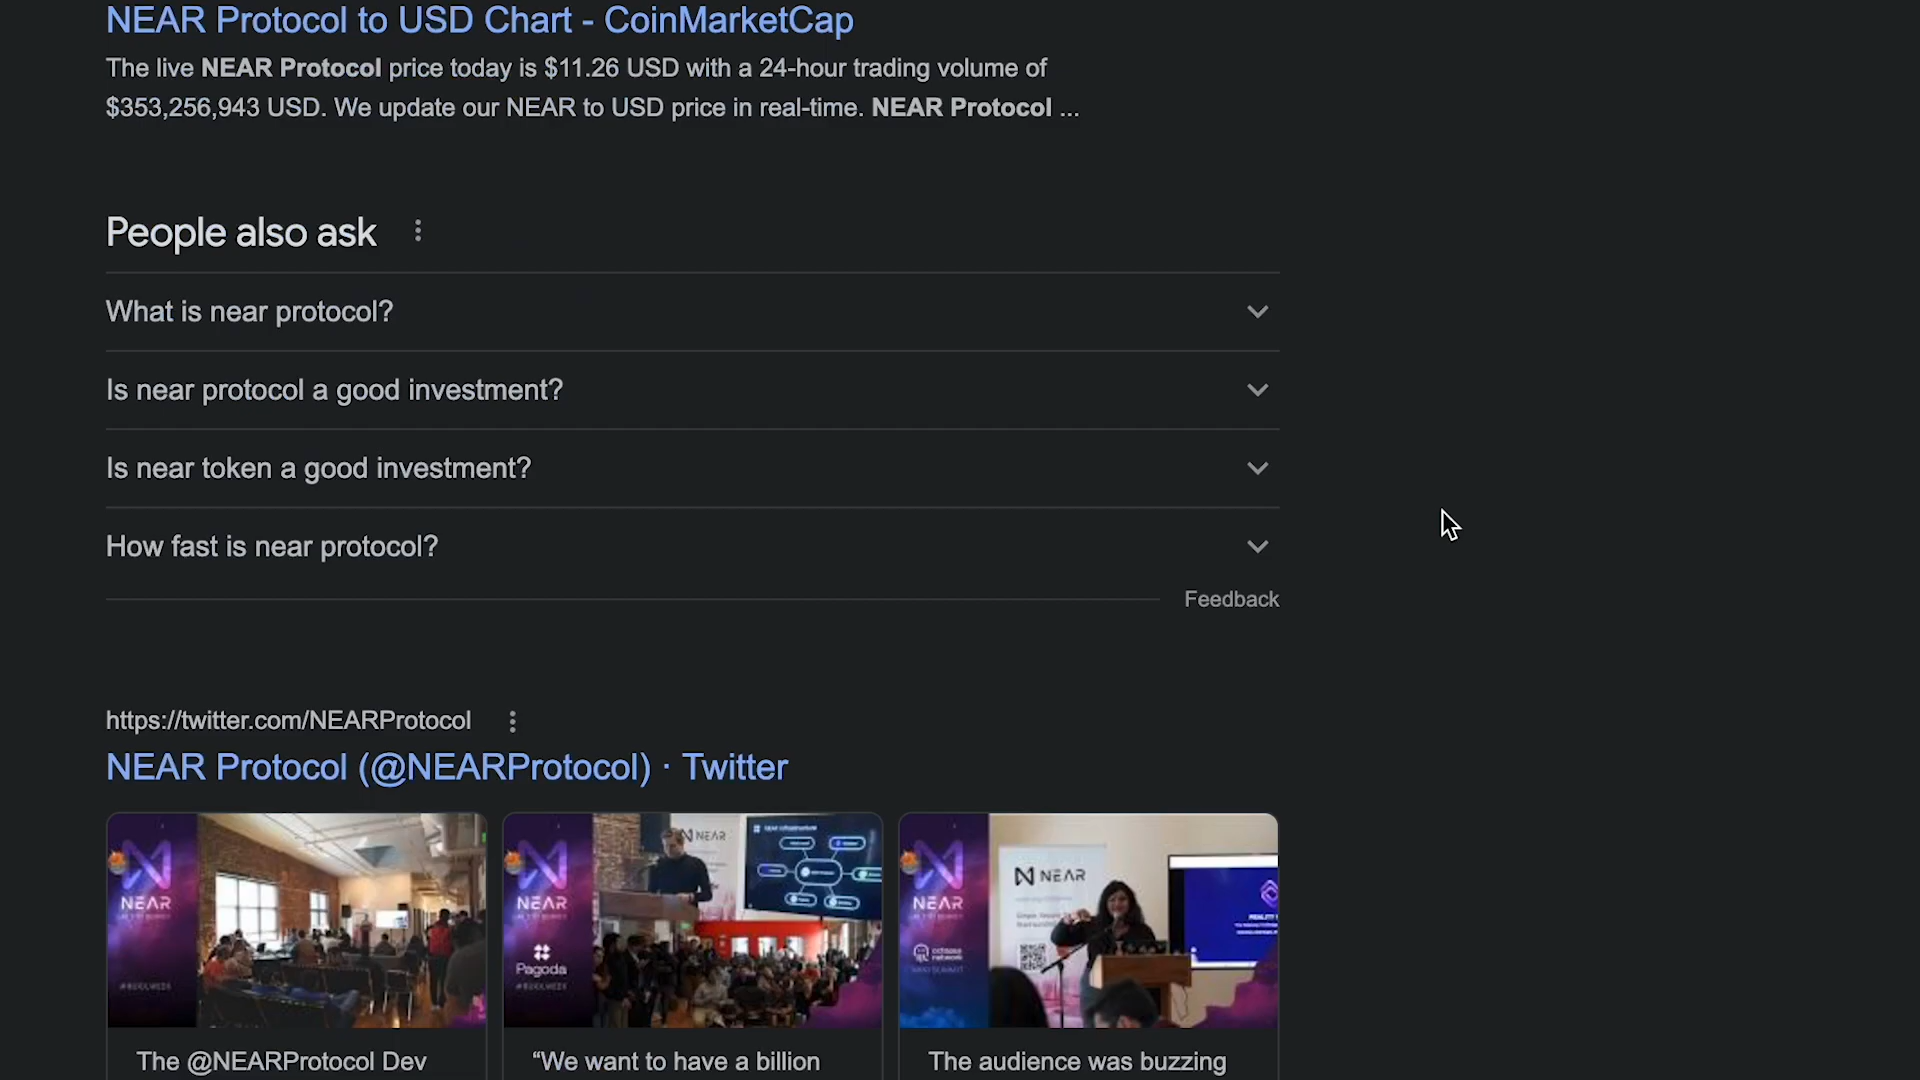 NEAR Protocol to USD Chart - CoinMarketCap
The live NEAR Protocol price today is $11.26 USD with a 24-hour trading volume of
$353,256,943 USD. We update our NEAR to USD price in real-time. NEAR Protocol ...
People also ask
What is near protocol?
Is near protocol a good investment?
Is near token a good investment?
How fast is near protocol?
Feedback
https://twitter.com/NEARProtocol
NEAR Protocol (@NEARProtocol) · Twitter
NEAR
NEAR
Pagoda
NEAR
NEAR
NEAR
octopus
network
The @NEARProtocol Dev
“We want to have a billion
The audience was buzzing